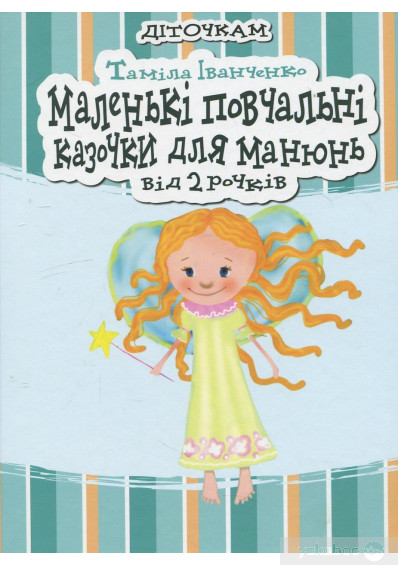 Діточкам
Таміла Іванченко
Маленькі повчальні
казочки для манюнь
від 2 рочків